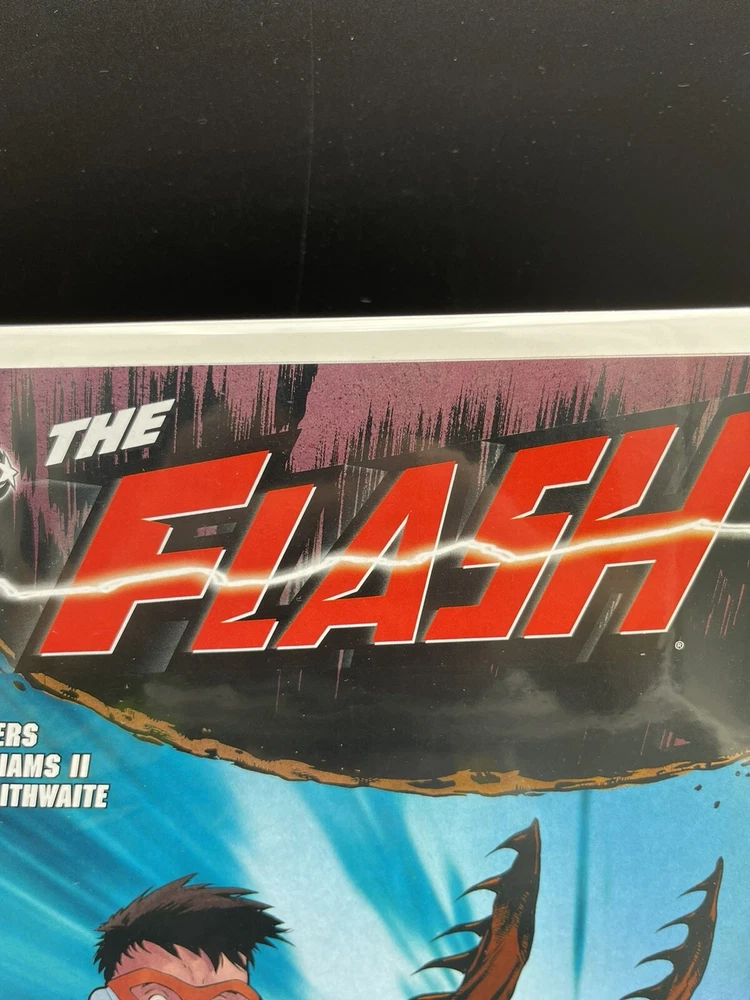 THE
FLASH
®
ERS
IAMS II
ITHWAITE